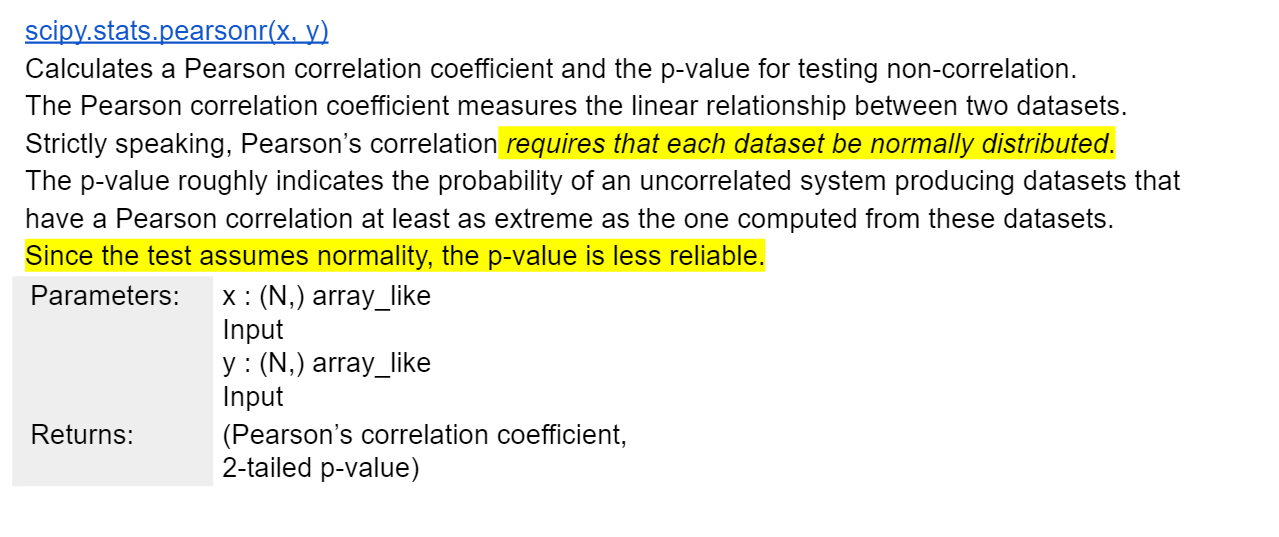 scipy.stats.pearsonr(x, y)
Calculates a Pearson correlation coefficient and the p-value for testing non-correlation.
The Pearson correlation coefficient measures the linear relationship between two datasets.
Strictly speaking, Pearson’s correlation requires that each dataset be normally distributed.
The p-value roughly indicates the probability of an uncorrelated system producing datasets that
have a Pearson correlation at least as extreme as the one computed from these datasets.
Since the test assumes normality, the p-value is less reliable.
Parameters: x : (N,) array_like
Input
y : (N,) array_like
Input
Returns: (Pearson’s correlation coefficient,
2-tailed p-value)